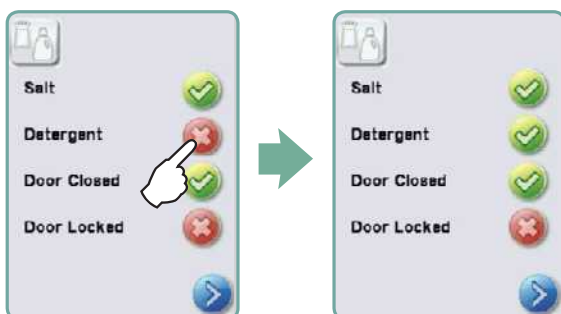 Salt
Detergent
Door Closed
Door Locked
Salt
Detergent
Door Closed
Door Locked